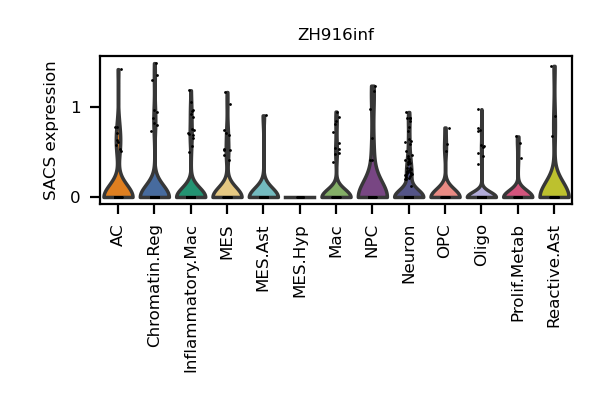 ZH916inf
SACS expression
1
0
AC
Chromatin.Reg
Inflammatory.Mac
MES
MES.Ast
MES.Hyp
Mac
NPC
Neuron
OPC
Oligo
Prolif.Metab
Reactive.Ast